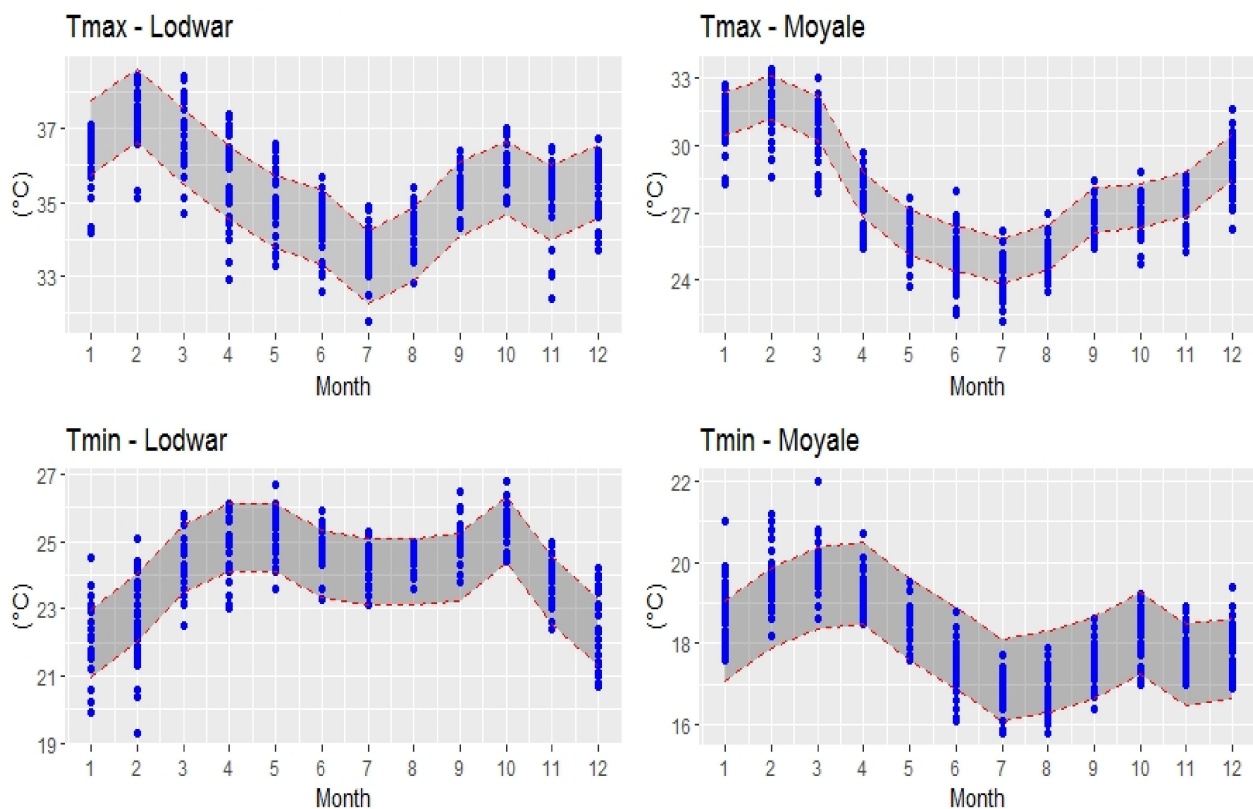 Tmax - Lodwar
(°C)
37
35
33
1 2 3 4 5 6 7 8 9 10 11 12
Month
Tmax - Moyale
(°C)
33
30
27
24
1 2 3 4 5 6 7 8 9 10 11 12
Month
Tmin - Lodwar
(°C)
27
25
23
21
19
1 2 3 4 5 6 7 8 9 10 11 12
Month
Tmin - Moyale
(°C)
22
20
18
16
1 2 3 4 5 6 7 8 9 10 11 12
Month